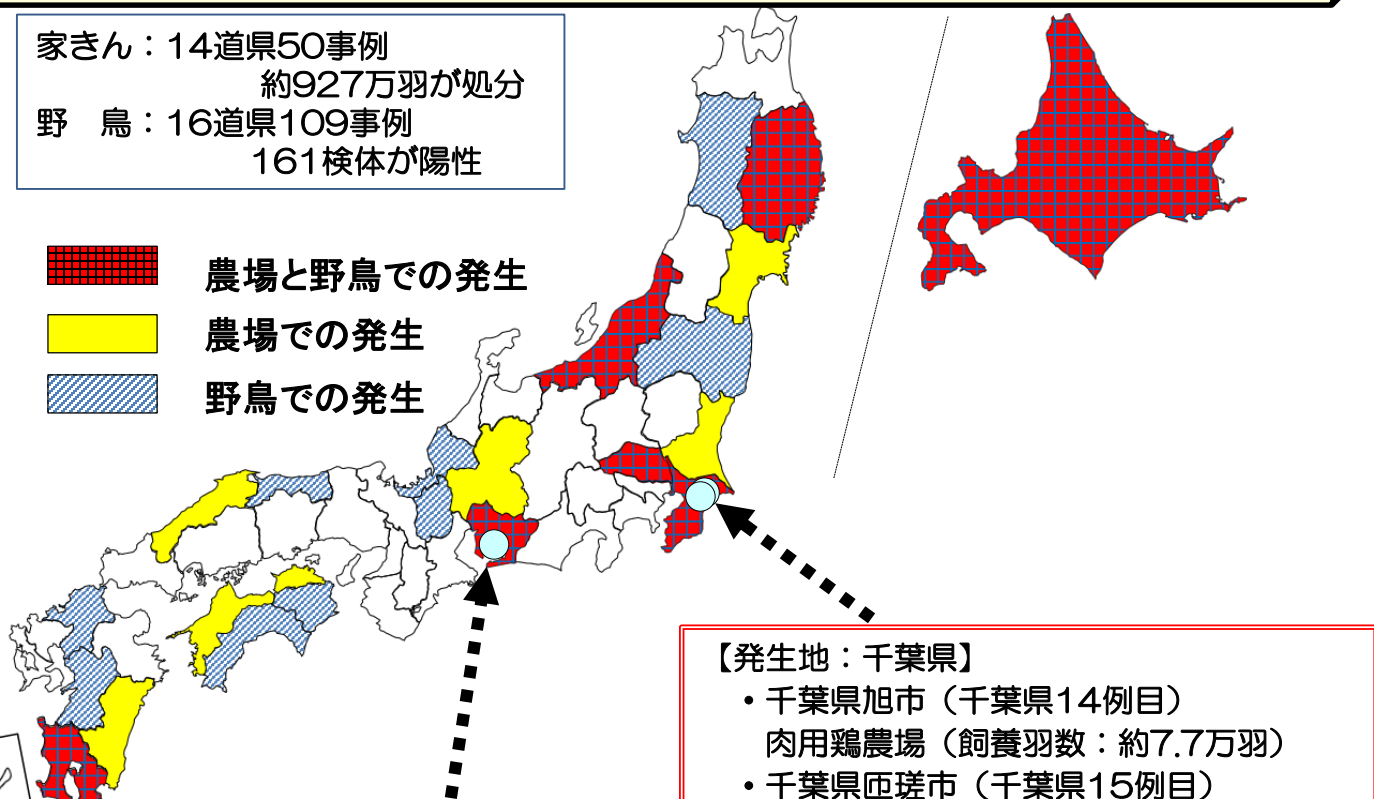 家きん：14道県50事例
約927万羽が処分
野　鳥：16道県109事例
161検体が陽性
農場と野鳥での発生
農場での発生
野鳥での発生
【発生地：千葉県】
・千葉県旭市（千葉県14例目）
肉用鶏農場（飼養羽数：約7.7万羽）
・千葉県匝瑳市（千葉県15例目）